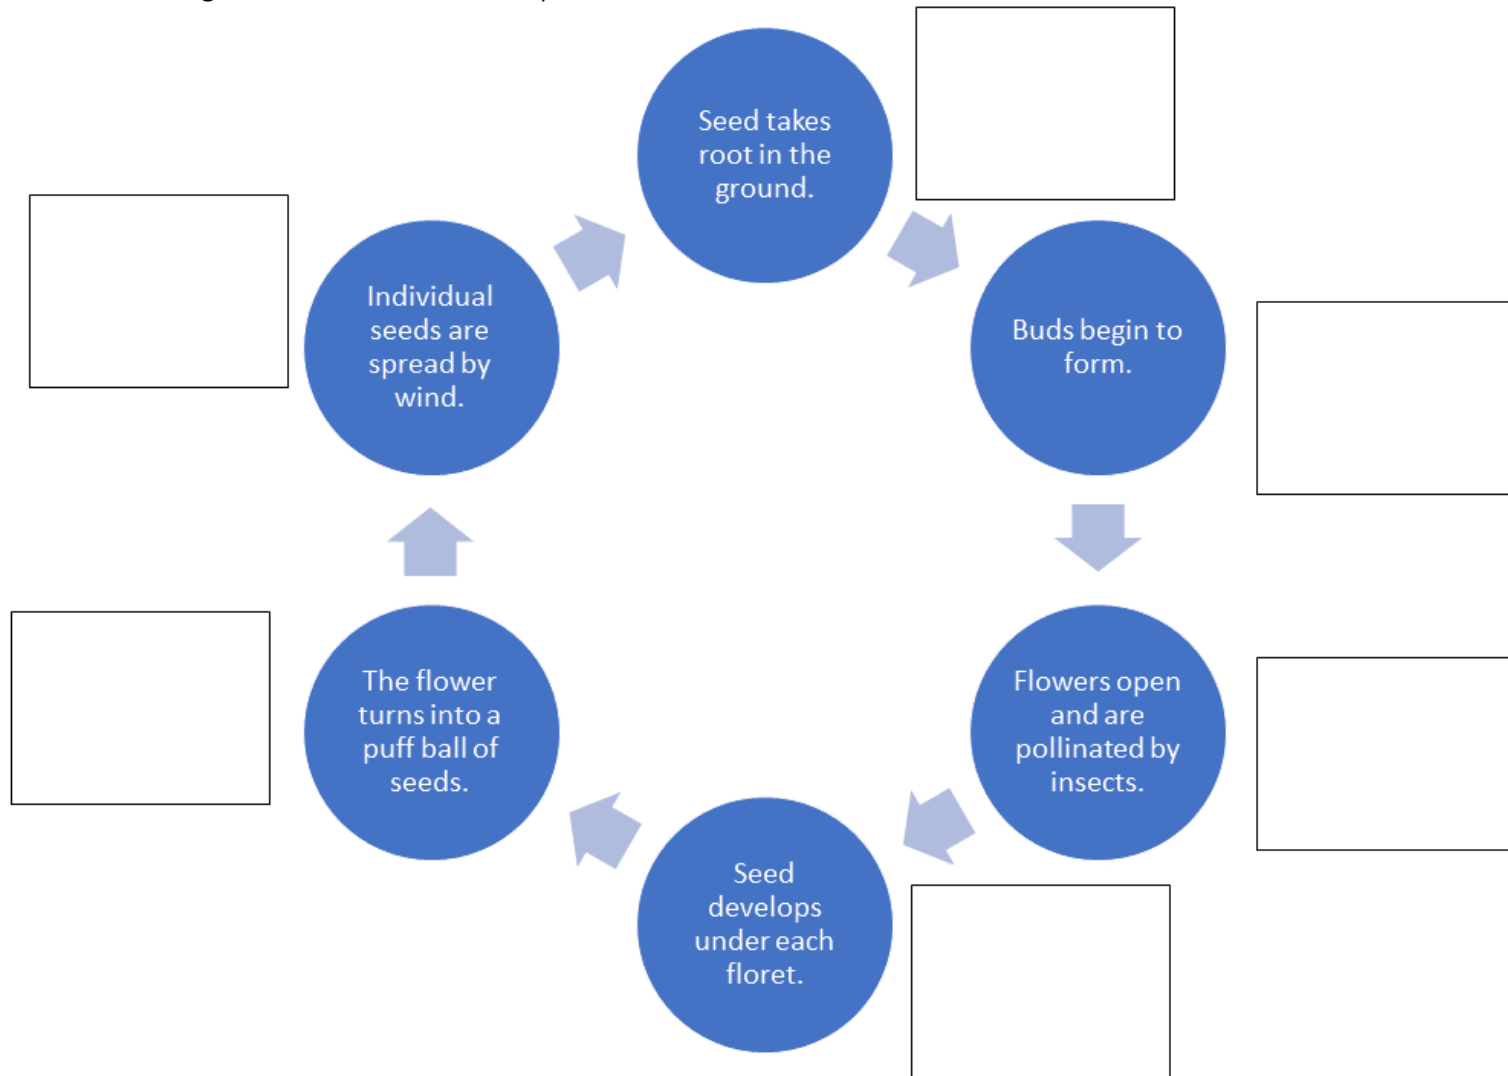 Seed takes
root in the
ground.
Buds begin to
form.
Flowers open
and are
pollinated by
insects.
Seed
develops
under each
floret.
The flower
turns into a
puff ball of
seeds.
Individual
seeds are
spread by
wind.